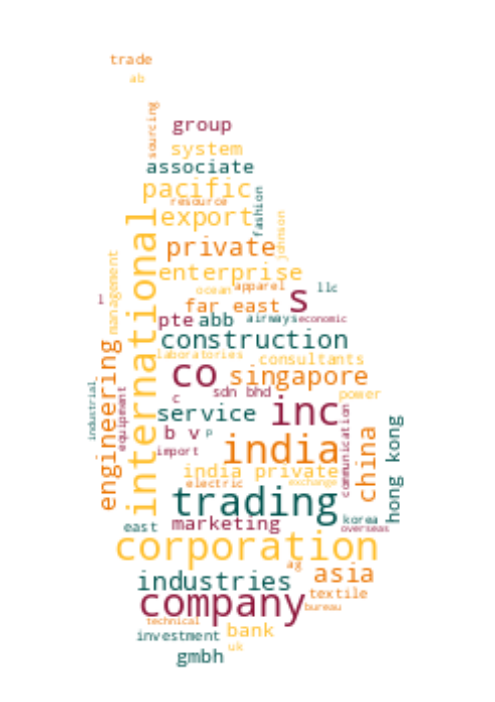 trade
ab
sourcing
group
system
associate
pacific
resource
export
fashion
johnson
private
international
management
enterprise
ocean
apparel
s
llc
l
far east
pte
abb
airways
economic
construction
laboratories
consultants
engineering
co
singapore
industrial
equipment
c
sdn bhd
power
service
inc
communication
hong kong
b v
p
import
india
china
india private
electric
exchange
trading
korea
east
marketing
overseas
corporation
ag
industries
asia
company
textile
bureau
technical
investment
bank
uk
gmbh